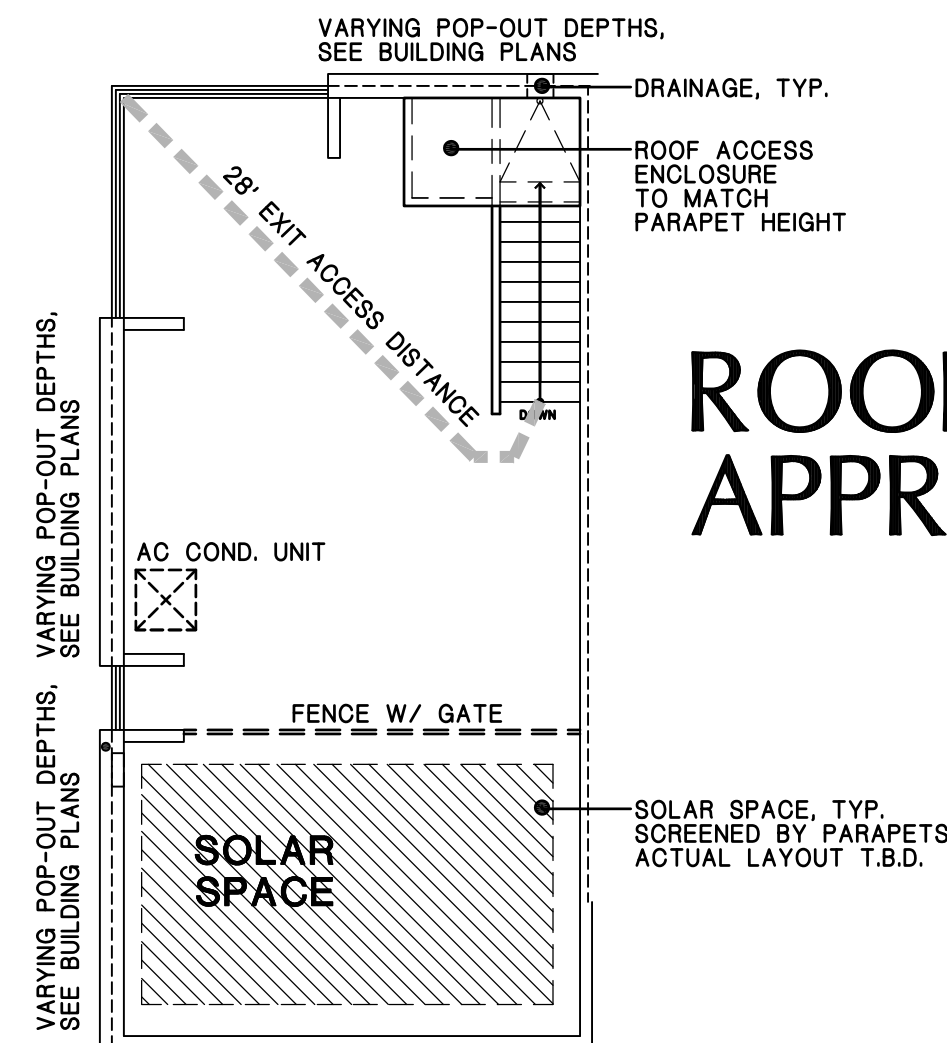 VARYING POP-OUT DEPTHS,
SEE BUILDING PLANS
DRAINAGE, TYP.
ROOF ACCESS
ENCLOSURE
TO MATCH
PARAPET HEIGHT
28' EXIT ACCESS DISTANCE
DOWN
VARYING POP-OUT DEPTHS,
SEE BUILDING PLANS
AC COND. UNIT
FENCE W/ GATE
VARYING POP-OUT DEPTHS,
SEE BUILDING PLANS
SOLAR
SPACE
SOLAR SPACE, TYP.
SCREENED BY PARAPETS
ACTUAL LAYOUT T.B.D.